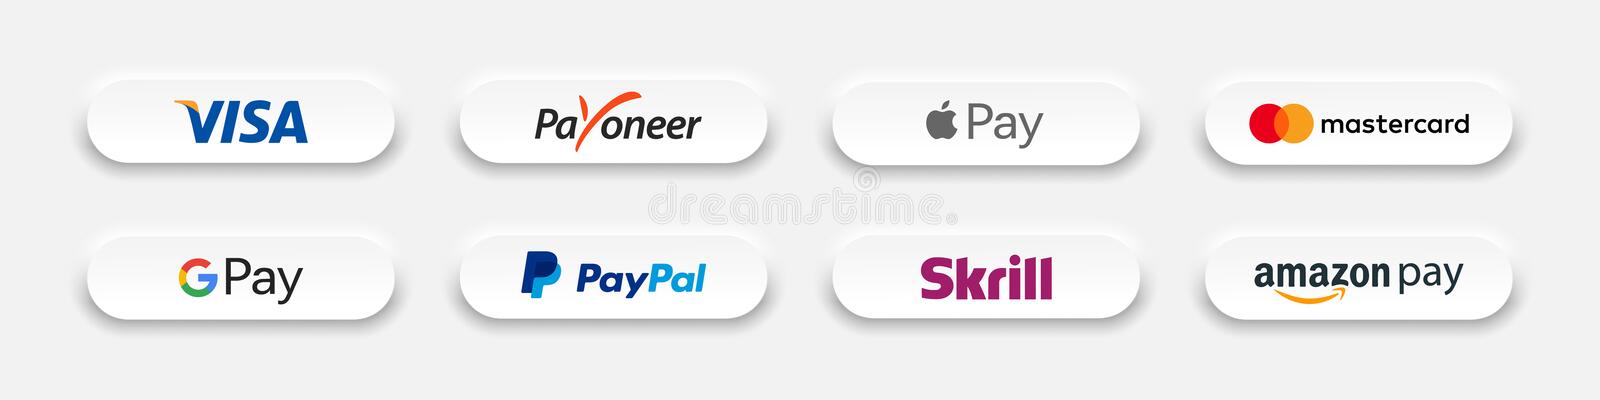 VISA
Payoneer
Pay
mastercard
dreamstime.
G Pay
PayPal
Skrill
amazon pay